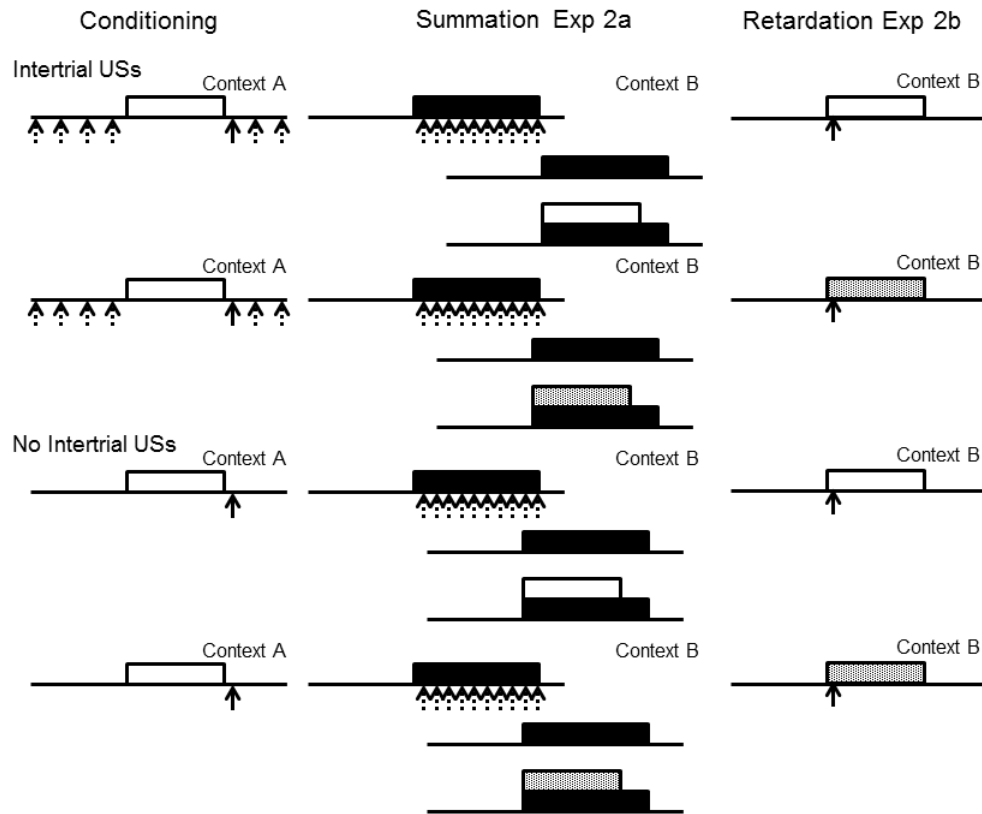 Conditioning Summation Exp 2a Retardation Exp 2b
Intertrial USs
Context A Context B Context B
Context A Context B Context B
No Intertrial USs
Context A Context B Context B
Context A Context B Context B